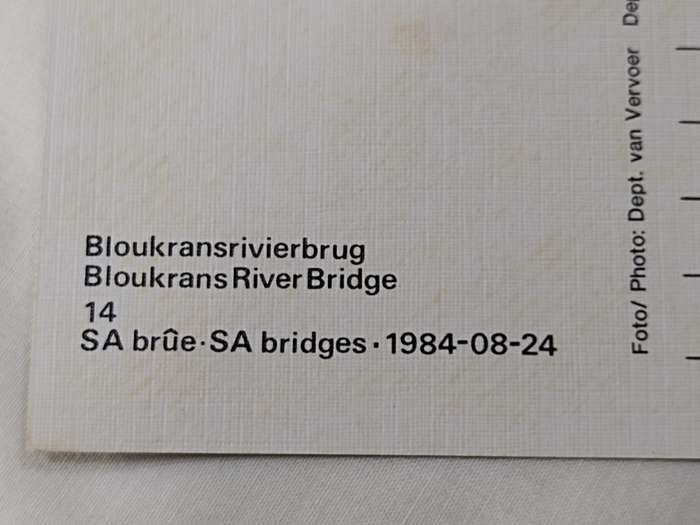 Bloukransrivierbrug
Bloukrans River Bridge
14
SA brûe·SA bridges·1984-08-24
Foto/ Photo: Dept. van Vervoer